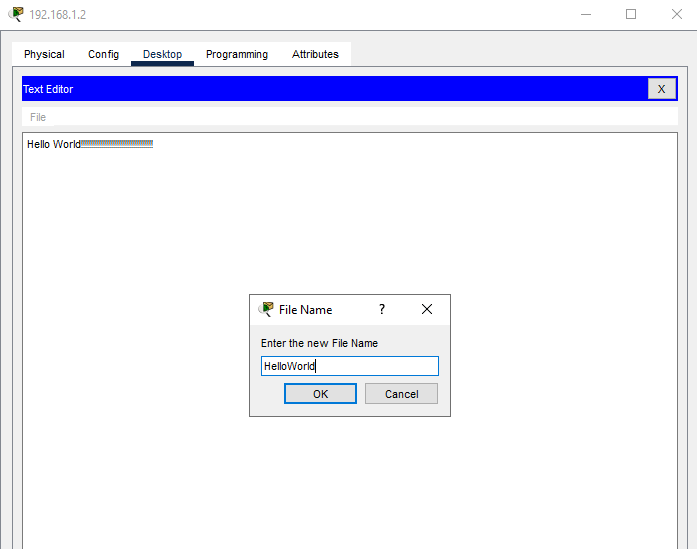 192.168.1.2
Physical Config Desktop Programming Attributes
Text Editor X
File
Hello World
File Name ?
Enter the new File Name
HelloWorld
OK Cancel